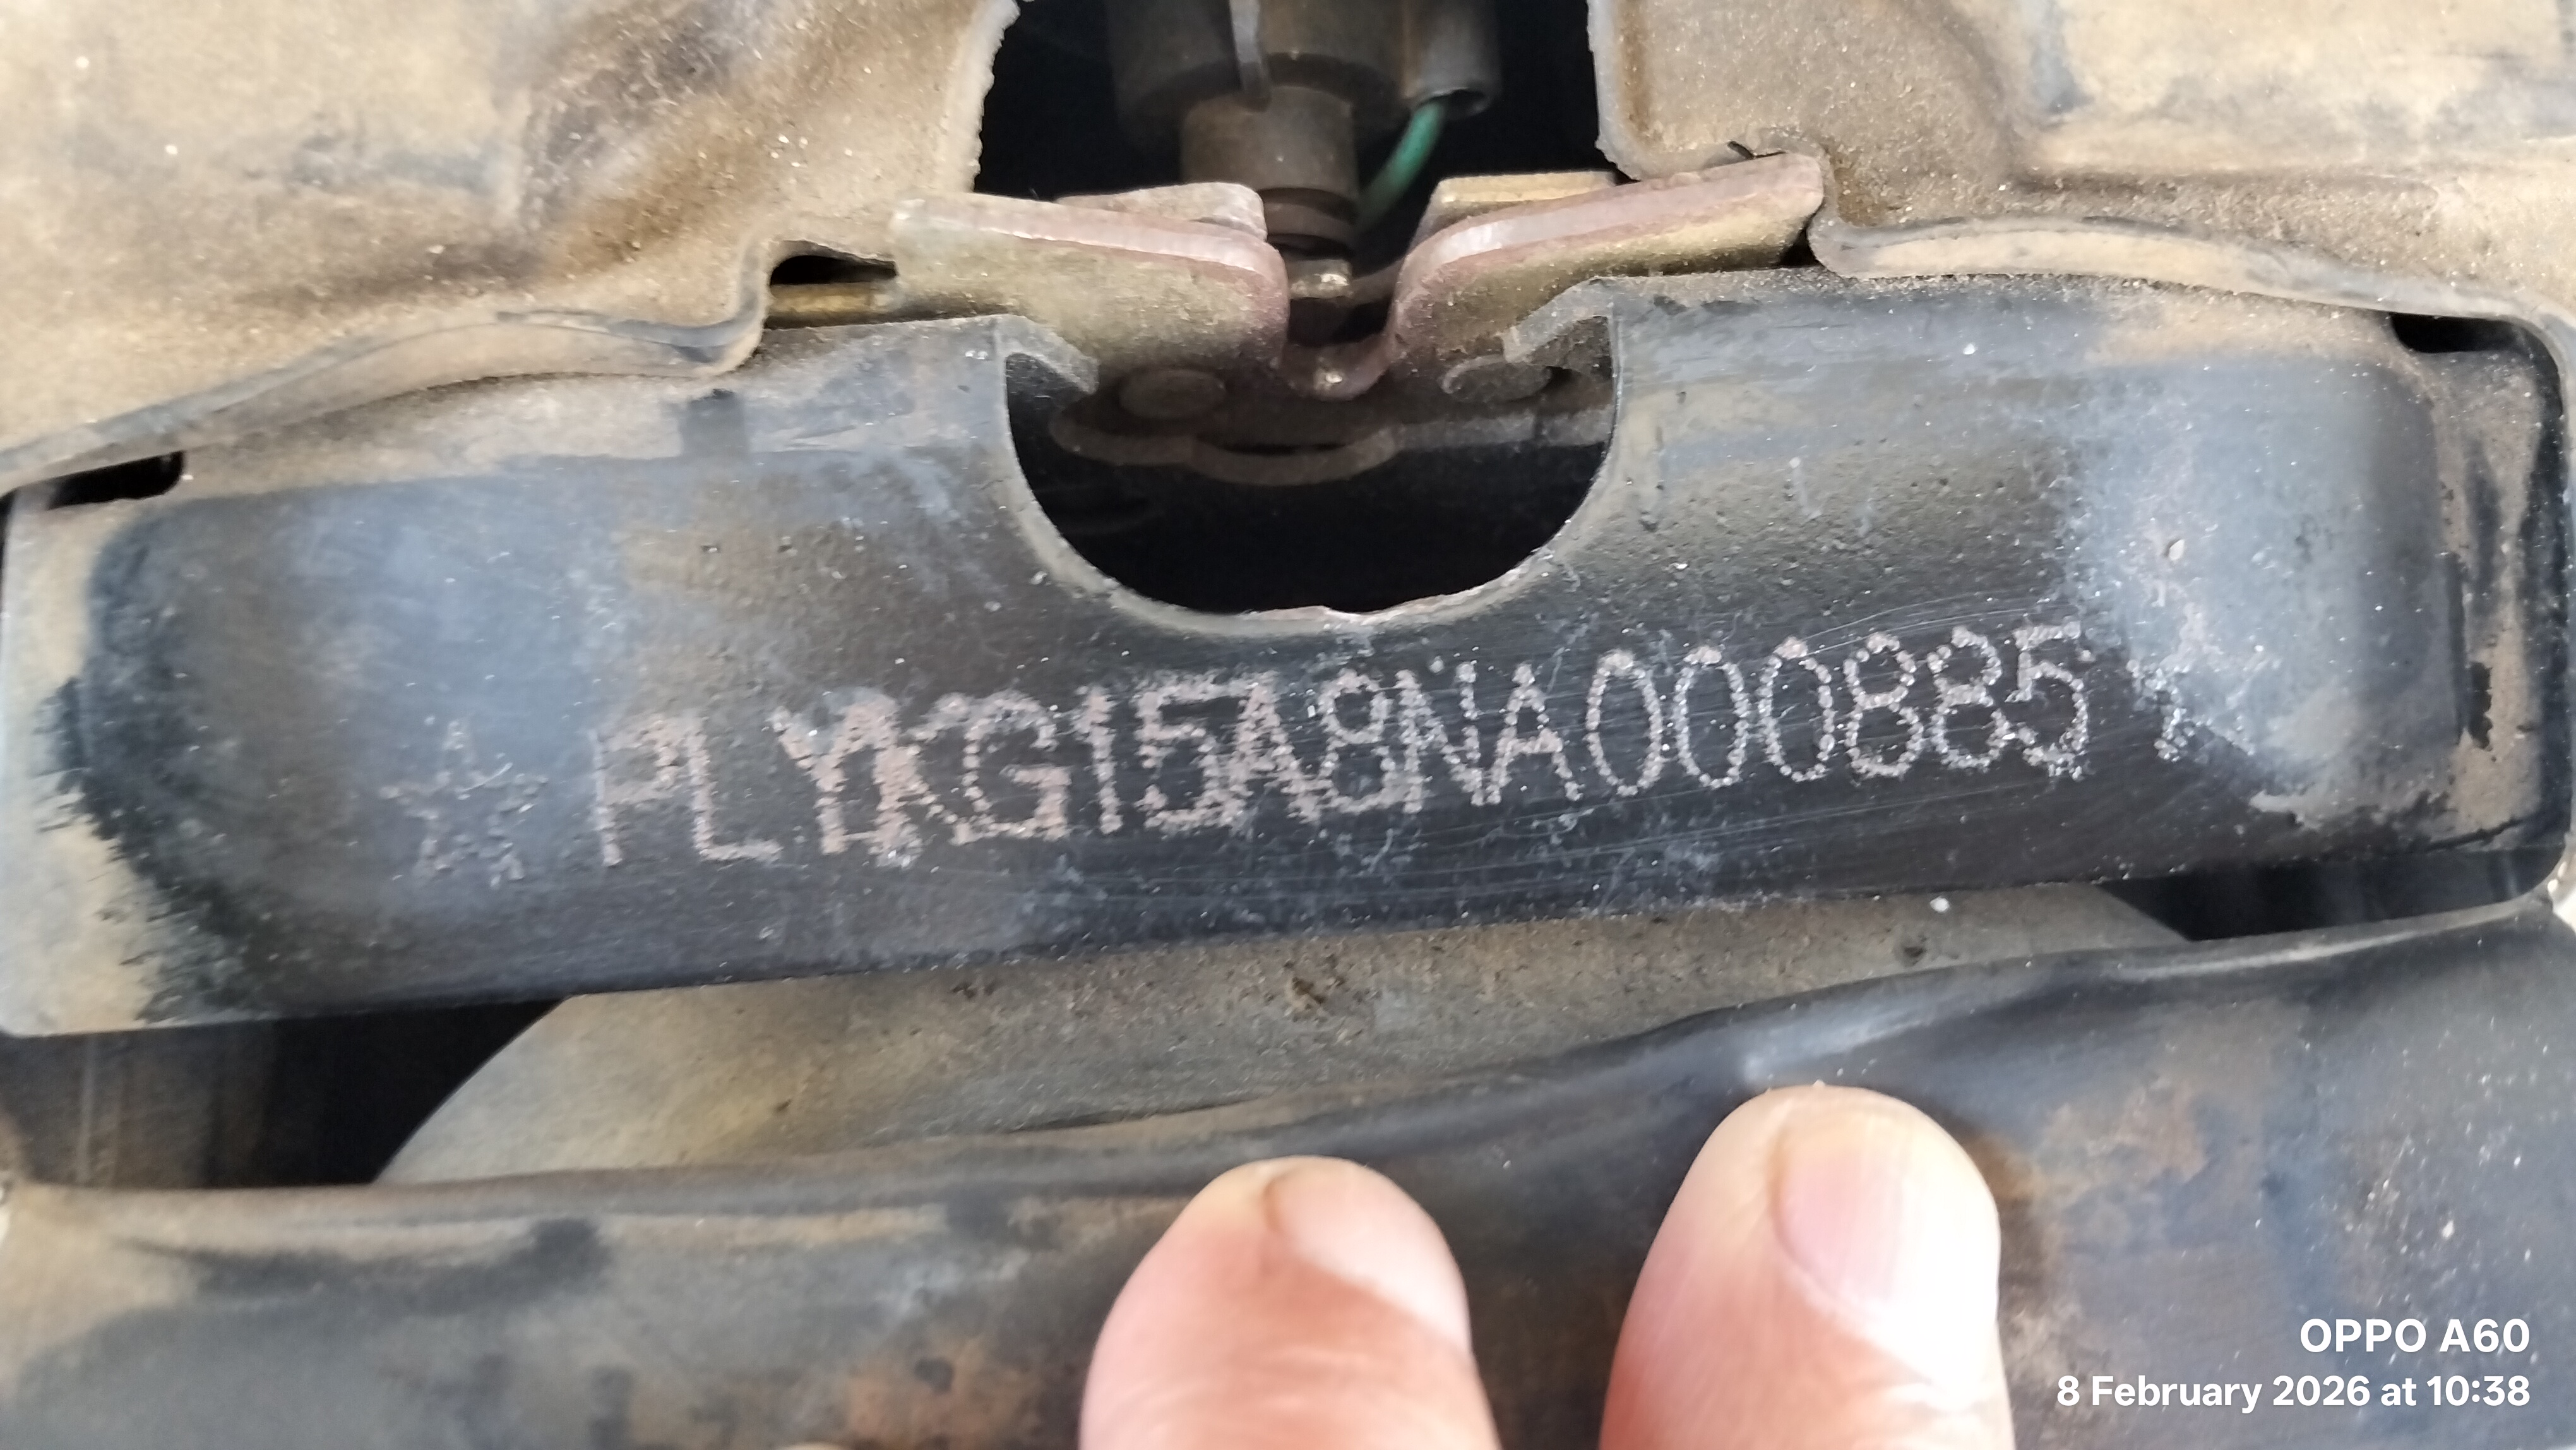 ☆PLYKG15A8NA000885☆
OPPO A60
8 February 2026 at 10:38